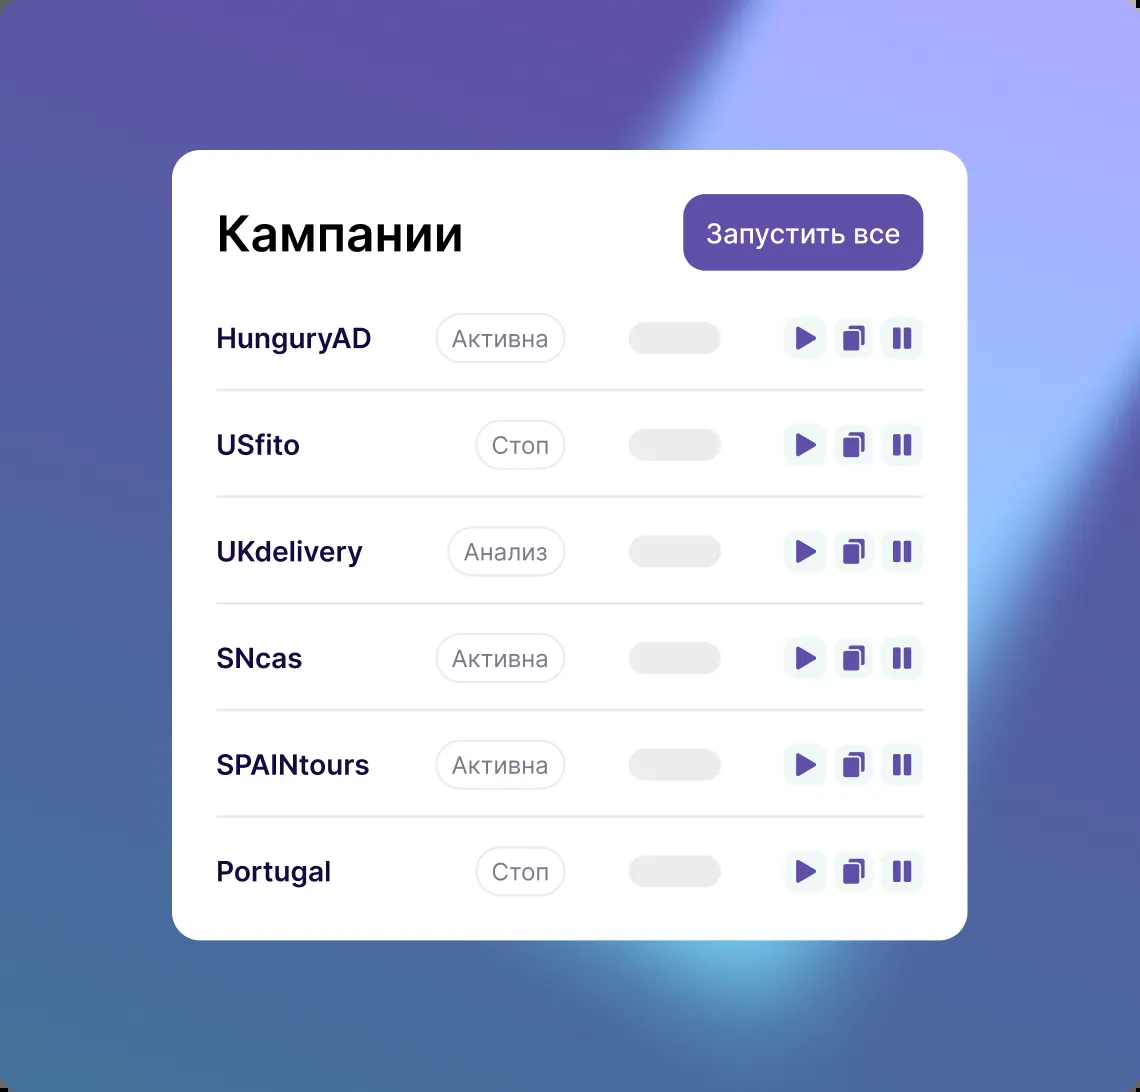 Кампании
Запустить все
HunguryAD Активна
USfito Стоп
UKdelivery Анализ
SNcas Активна
SPAINtours Активна
Portugal Стоп